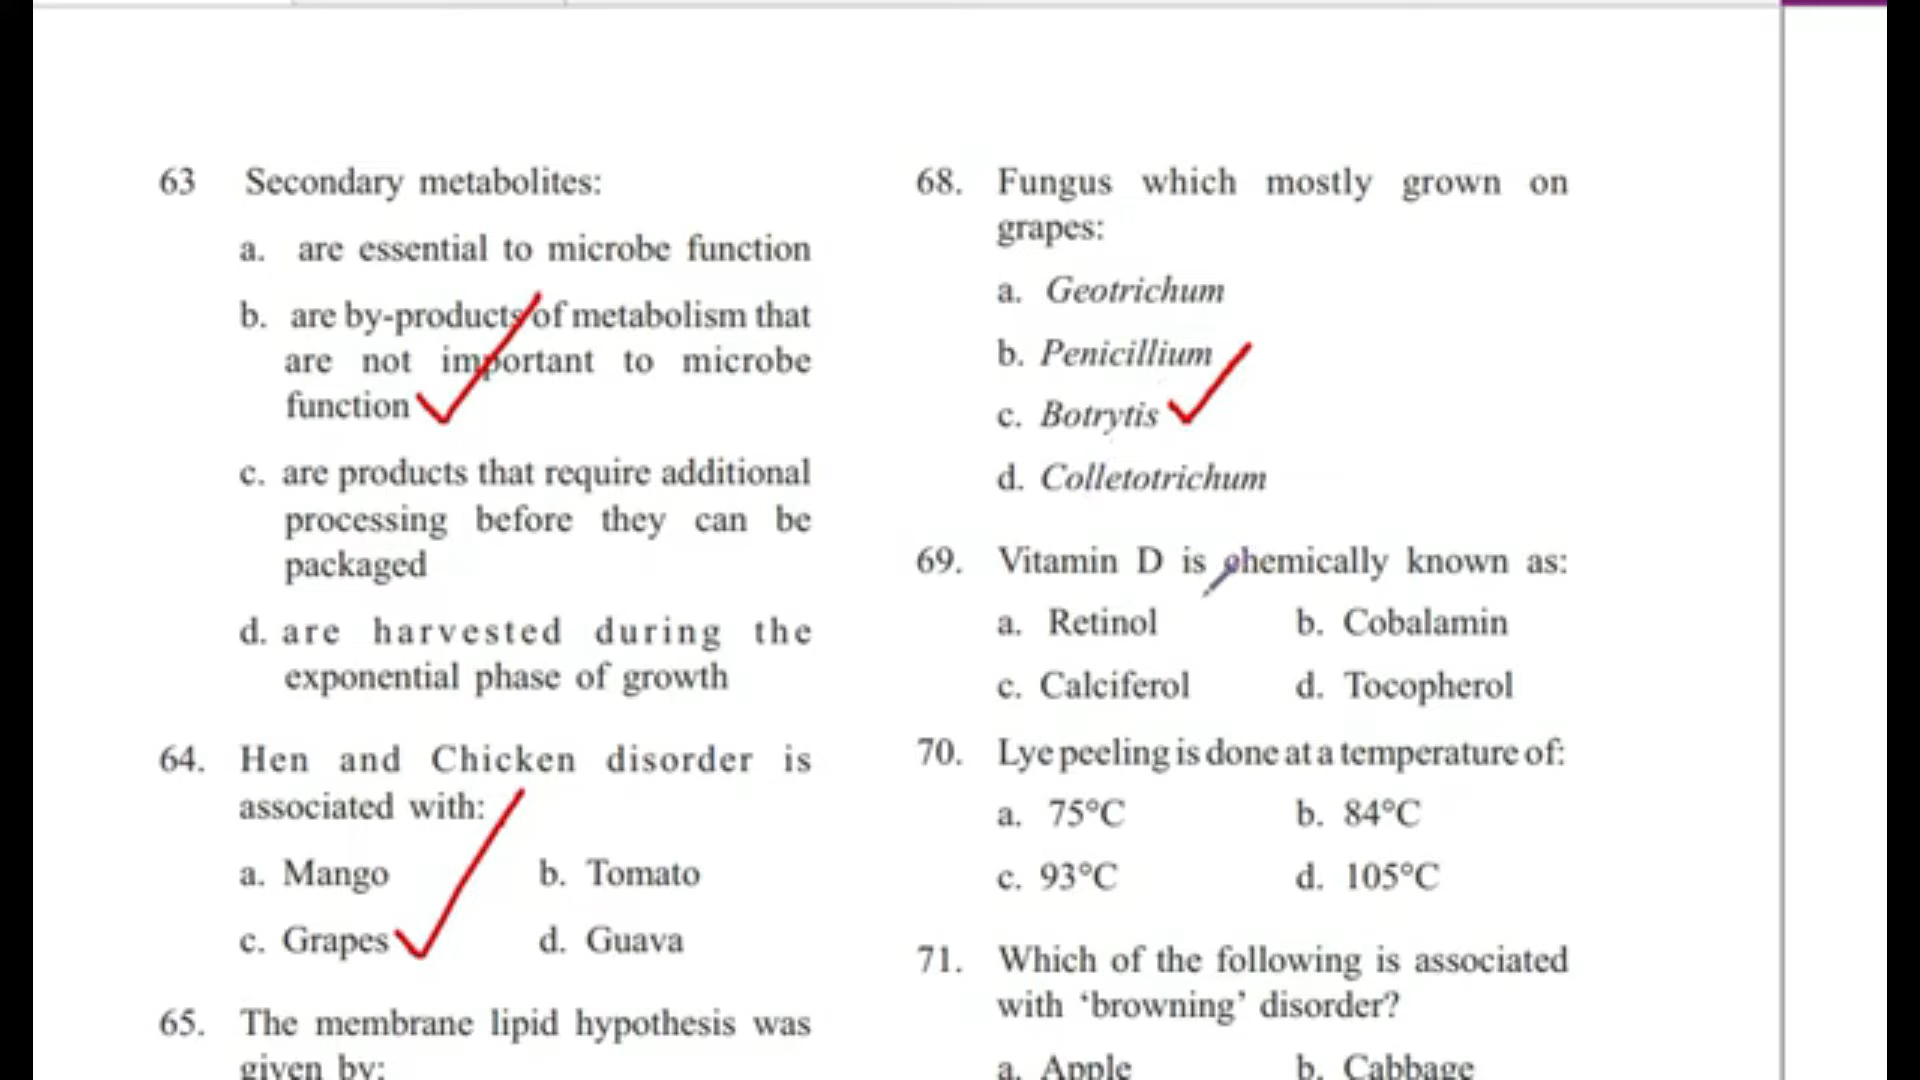 63 Secondary metabolites:
a. are essential to microbe function
b. are by-products of metabolism that
are not important to microbe
function
c. are products that require additional
processing before they can be
packaged
d. are harvested during the
exponential phase of growth
64. Hen and Chicken disorder is
associated with:
a. Mango b. Tomato
c. Grapes d. Guava
65. The membrane lipid hypothesis was
given by:
68. Fungus which mostly grown on
grapes:
a. Geotrichum
b. Penicillium
c. Botrytis
d. Colletotrichum
69. Vitamin D is chemically known as:
a. Retinol b. Cobalamin
c. Calciferol d. Tocopherol
70. Lye peeling is done at a temperature of:
a. 75°C b. 84°C
c. 93°C d. 105°C
71. Which of the following is associated
with ‘browning’ disorder?
a. Apple b. Cabbage